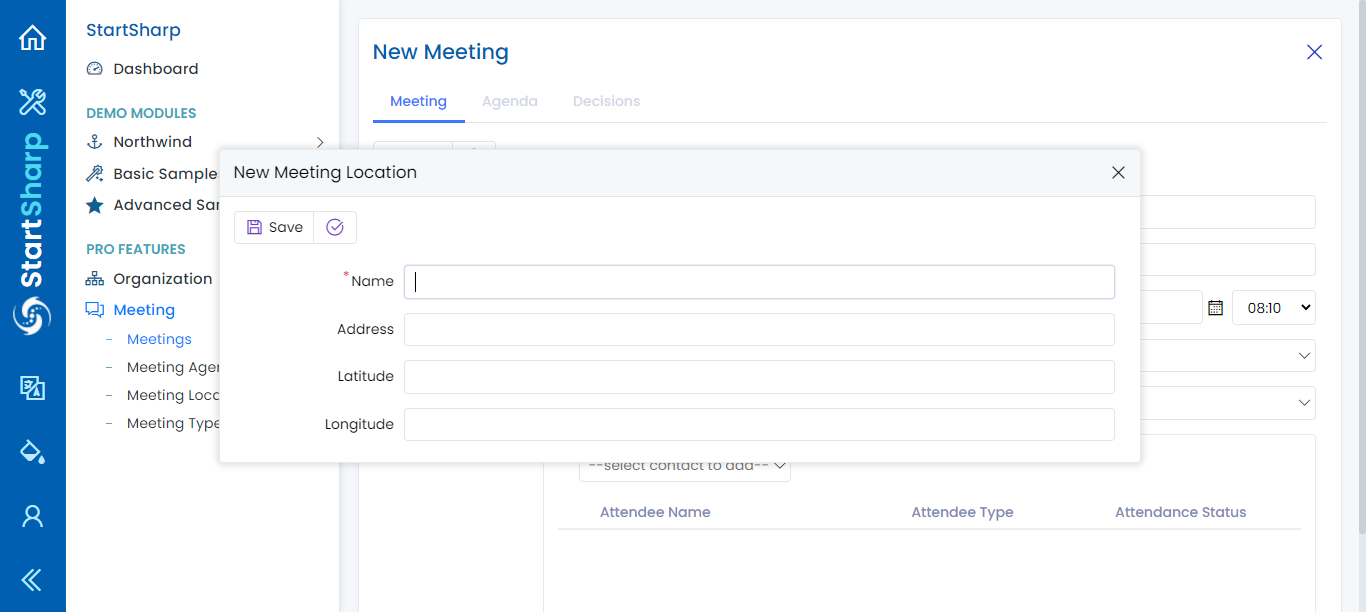 StartSharp
StartSharp
Dashboard
DEMO MODULES
Northwind
Basic Sample
Advanced Sar
PRO FEATURES
Organization
Meeting
Meetings
Meeting Ager
Meeting Loca
Meeting Type
New Meeting
Meeting Agenda Decisions
New Meeting Location
Save
*Name
Address
Latitude
Longitude
08:10
--select contact to add--
Attendee Name Attendee Type Attendance Status